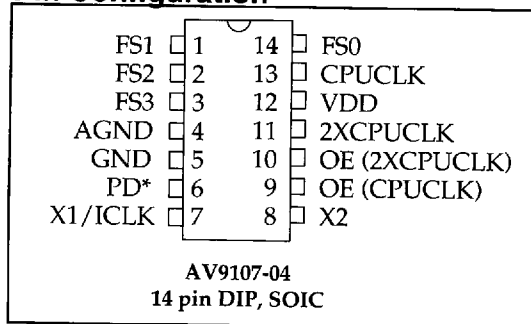 Configuration
FS1 1 14 FS0
FS2 2 13 CPUCLK
FS3 3 12 VDD
AGND 4 11 2XCPUCLK
GND 5 10 OE (2XCPUCLK)
PD* 6 9 OE (CPUCLK)
X1/ICLK 7 8 X2
AV9107-04
14 pin DIP, SOIC